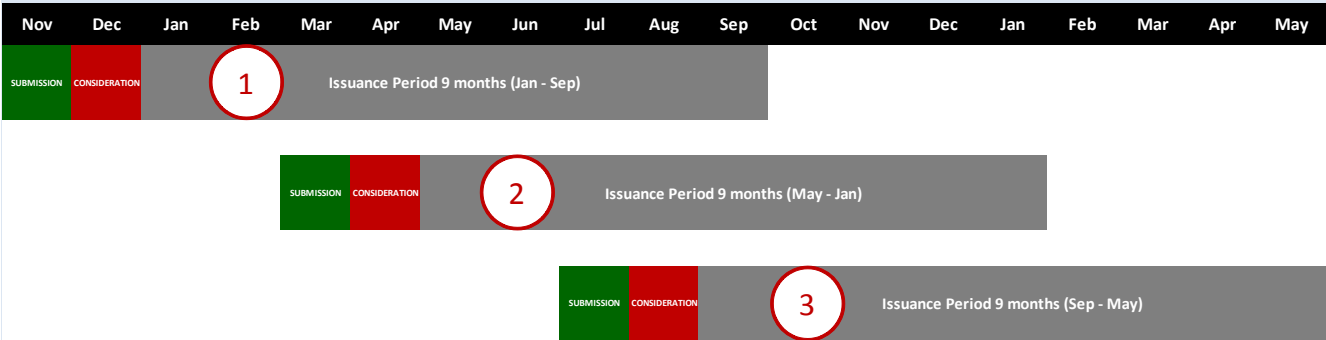 Nov Dec Jan Feb Mar Apr May Jun Jul Aug Sep Oct Nov Dec Jan Feb Mar Apr May
SUBMISSION CONSIDERATION 1 Issuance Period 9 months (Jan - Sep)
SUBMISSION CONSIDERATION 2 Issuance Period 9 months (May - Jan)
SUBMISSION CONSIDERATION 3 Issuance Period 9 months (Sep - May)